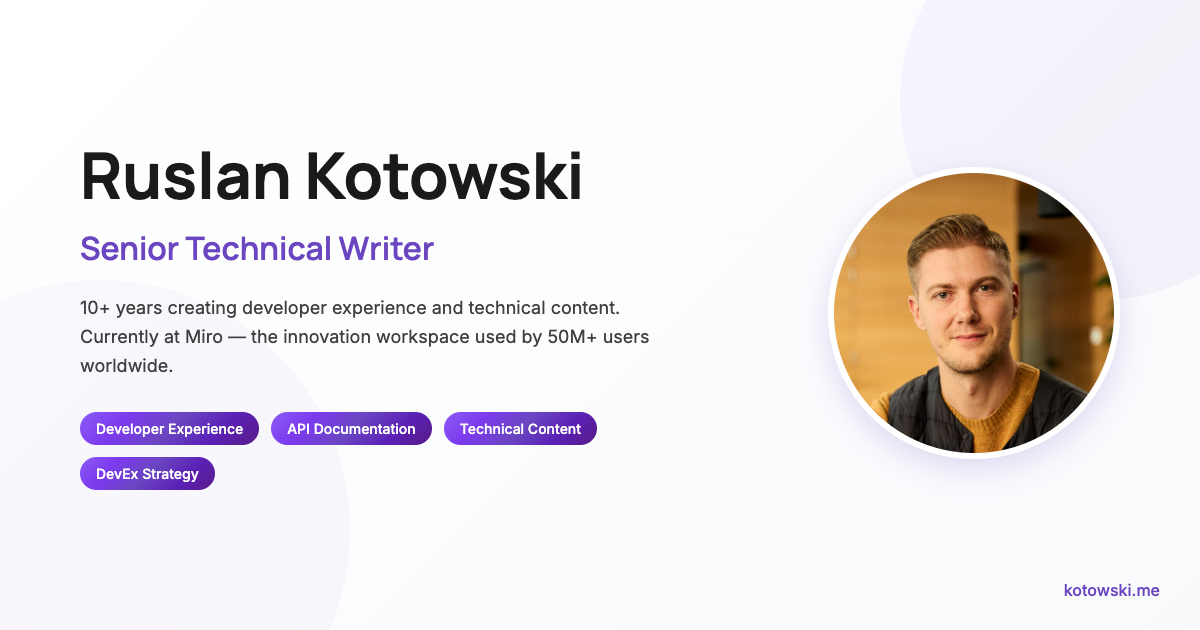 Ruslan Kotowski
Senior Technical Writer
10+ years creating developer experience and technical content.
Currently at Miro — the innovation workspace used by 50M+ users
worldwide.
Developer Experience
API Documentation
Technical Content
DevEx Strategy
kotowski.me